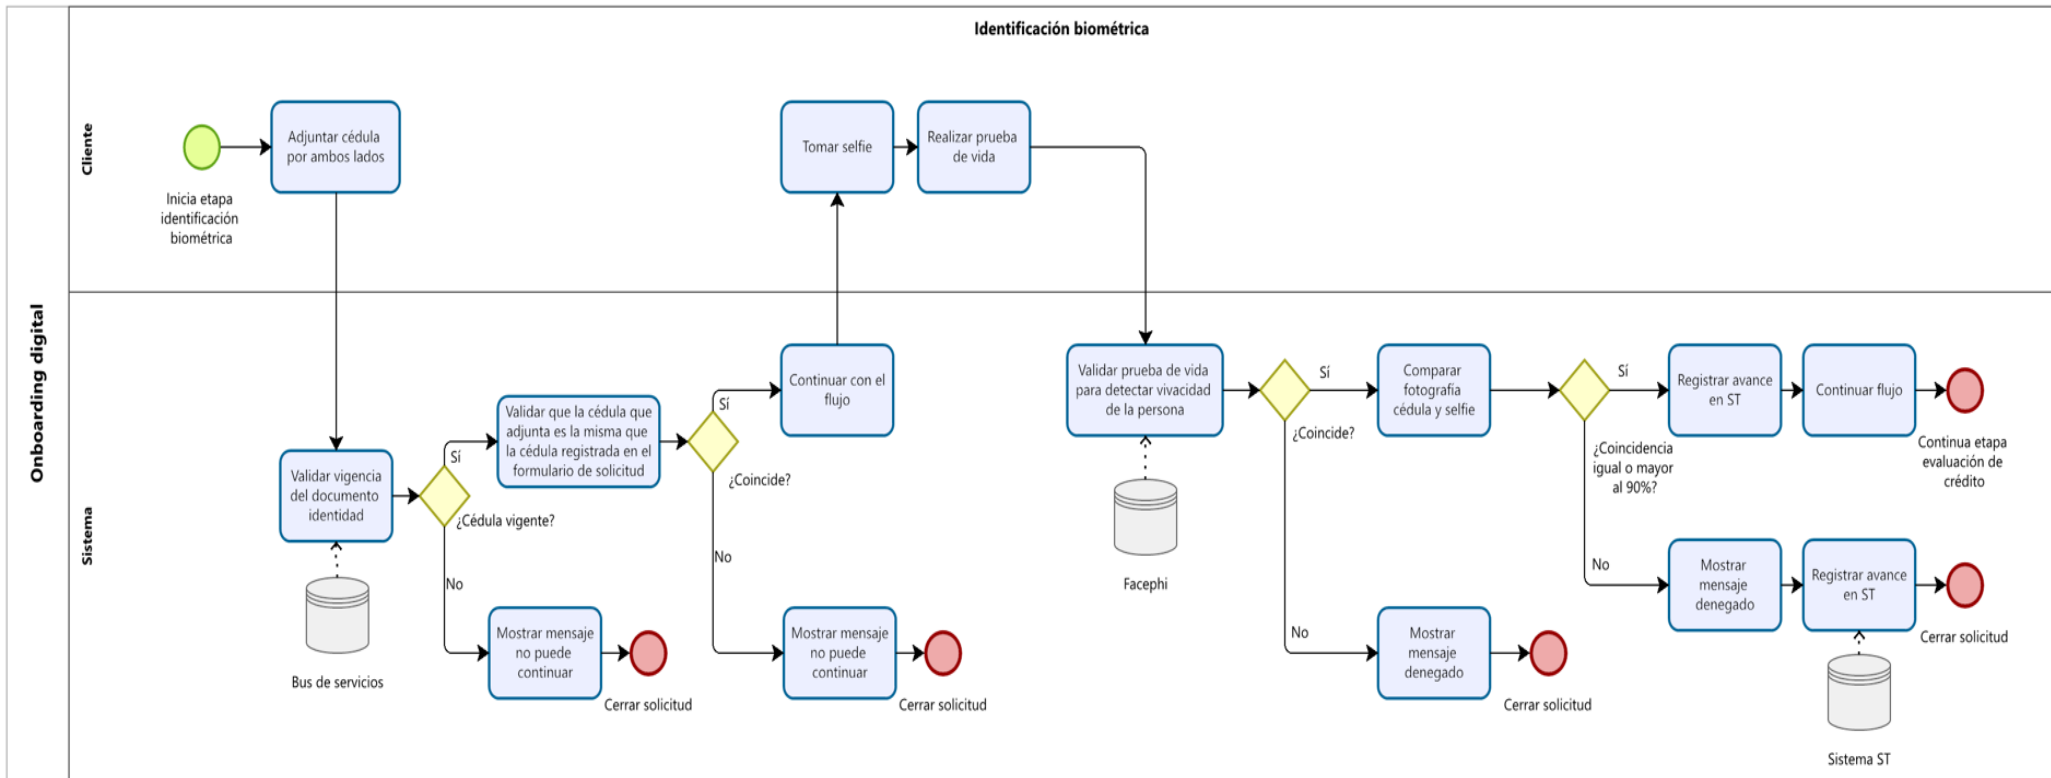 Identificación biométrica
Onboarding digital
Cliente
Inicia etapa
identificación
biométrica
Adjuntar cédula
por ambos lados
Tomar selfie
Realizar prueba
de vida
Sistema
Validar vigencia
del documento
identidad
Bus de servicios
¿Cédula vigente?
Sí
No
Validar que la cédula que
adjunta es la misma que
la cédula registrada en el
formulario de solicitud
Mostrar mensaje
no puede
continuar
Cerrar solicitud
¿Coincide?
Sí
No
Continuar con el
flujo
Mostrar mensaje
no puede
continuar
Cerrar solicitud
Validar prueba de vida
para detectar vivacidad
de la persona
Facephi
¿Coincide?
Sí
No
Comparar
fotografía
cédula y selfie
Mostrar
mensaje
denegado
Cerrar solicitud
¿Coincidencia
igual o mayor
al 90%?
Sí
No
Registrar avance
en ST
Continuar flujo
Continua etapa
evaluación de
crédito
Mostrar
mensaje
denegado
Registrar avance
en ST
Cerrar solicitud
Sistema ST